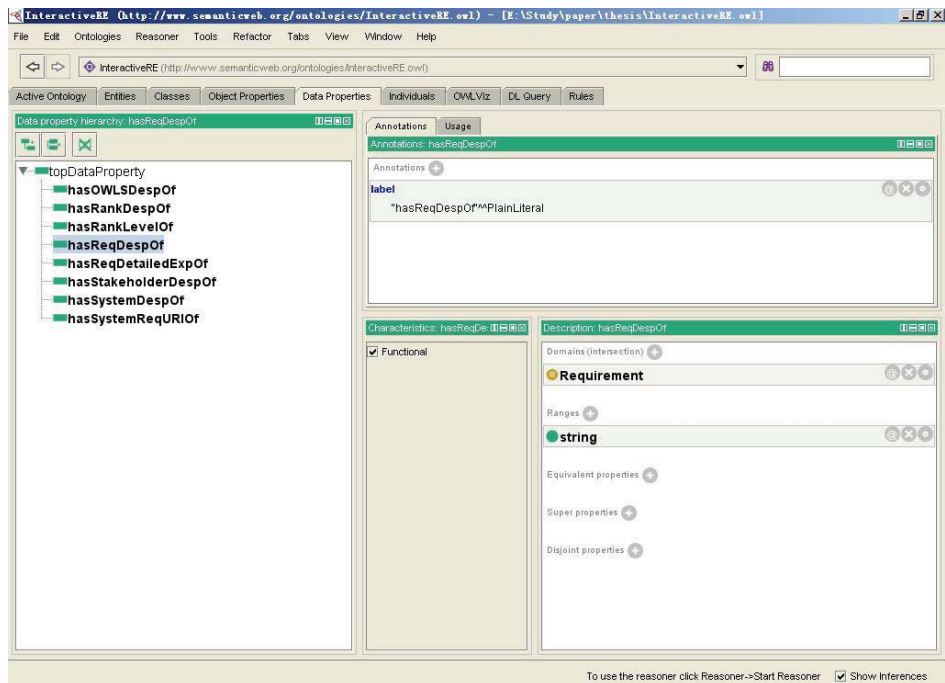 InteractiveRE (http://www.semanticweb.org/ontologies/InteractiveRE.owl) - [E:\Study\paper\thesis\InteractiveRE.owl]
File Edit Ontologies Reasoner Tools Refactor Tabs View Window Help
InteractiveRE (http://www.semanticweb.org/ontologies/InteractiveRE.owl)
Active Ontology Entities Classes Object Properties Data Properties Individuals OWLViz DL Query Rules
Data property hierarchy: hasReqDespOf
topDataProperty
hasOWLSDespOf
hasRankDespOf
hasRankLevelOf
hasReqDespOf
hasReqDetailedExpOf
hasStakeholderDespOf
hasSystemDespOf
hasSystemReqURIOf
Annotations Usage
Annotations: hasReqDespOf
Annotations
label
"hasReqDespOf"^^PlainLiteral
Characteristics: hasReqDe
Functional
Description: hasReqDespOf
Domains (intersection)
Requirement
Ranges
string
Equivalent properties
Super properties
Disjoint properties
To use the reasoner click Reasoner->Start Reasoner Show Inferences